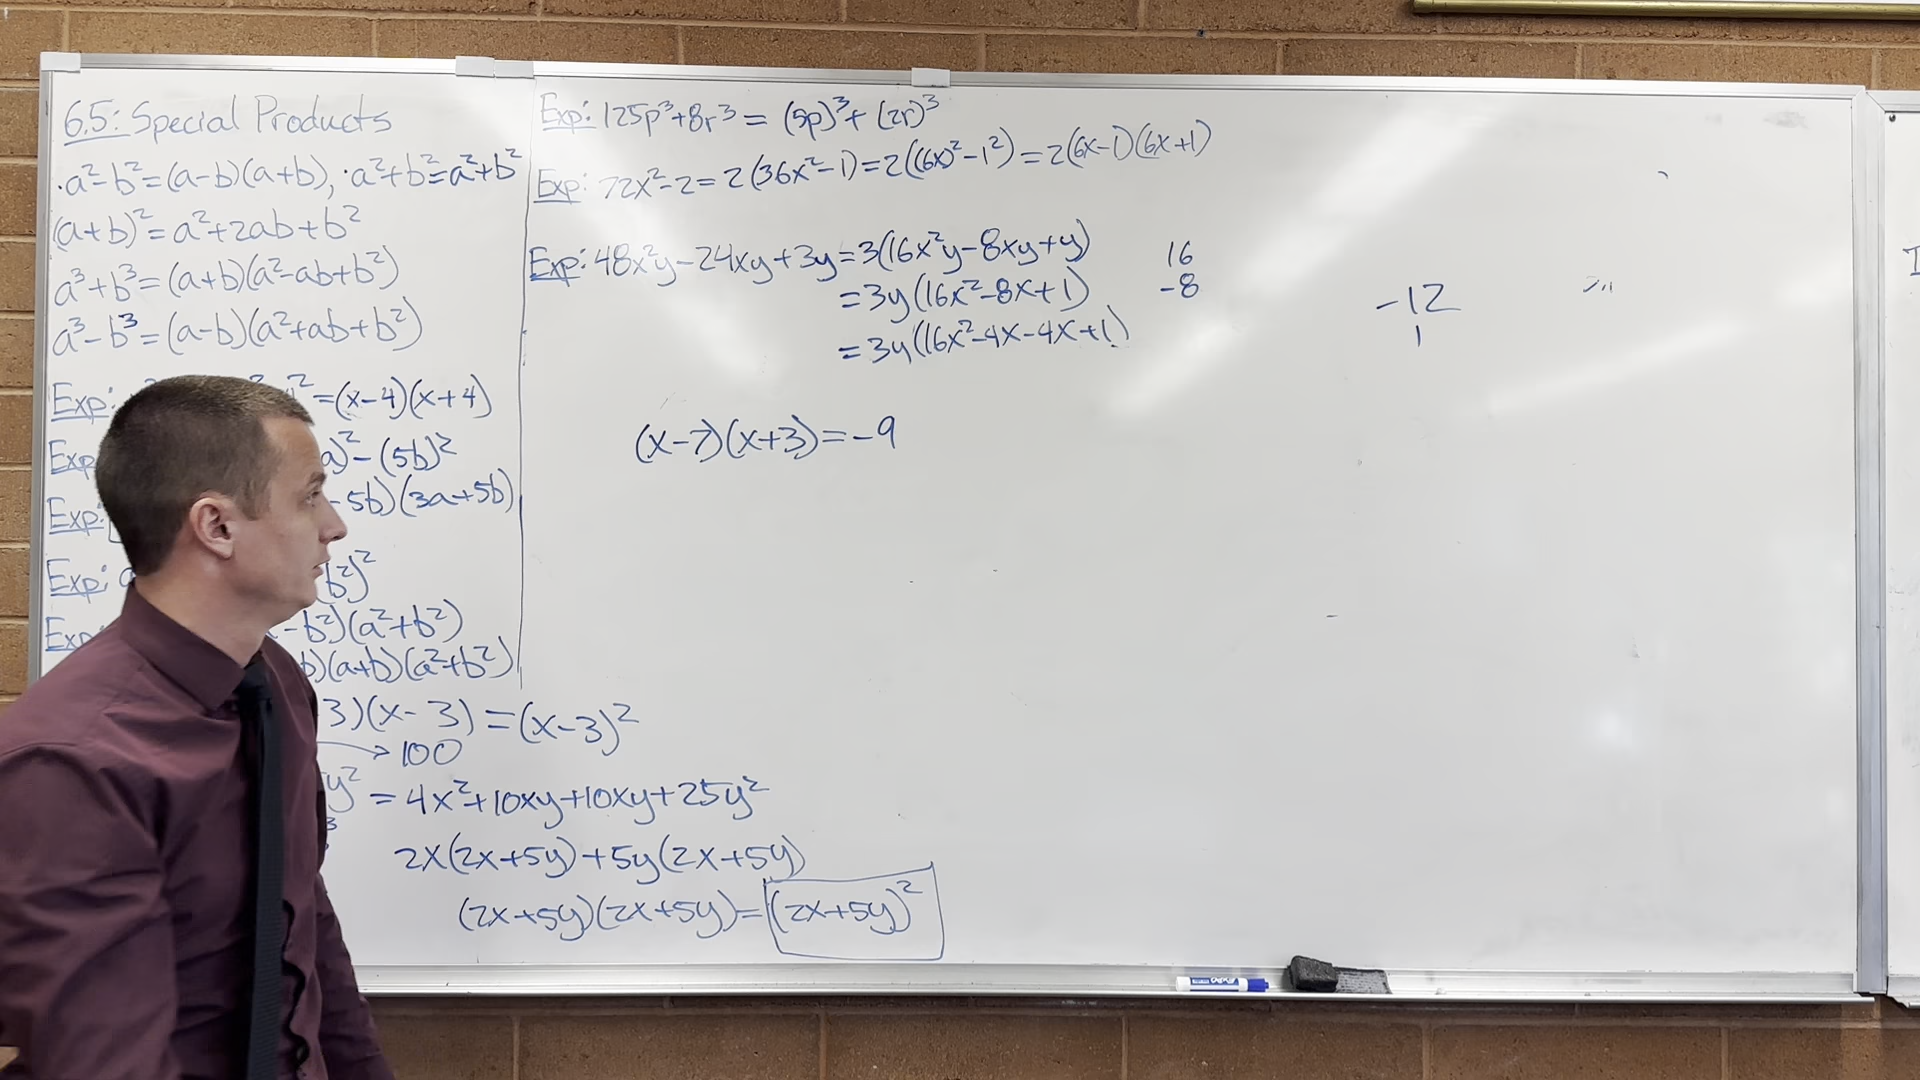 6.5: Special Products
·a²-b²=(a-b)(a+b), ·a²+b²=a²+b²
(a+b)²=a²+2ab+b²
a³+b³=(a+b)(a²-ab+b²)
a³-b³=(a-b)(a²+ab+b²)
Exp: ²=(x-4)(x+4)
Exp a)²-(5b)²
Exp: -5b)(3a+5b)
Exp: a b²)²
Exp -b²)(a²+b²)
b)(a+b)(a²+b²)
3)(x-3)=(x-3)²
→100
y²=4x²+10xy+10xy+25y²
2x(2x+5y)+5y(2x+5y)
(2x+5y)(2x+5y)=(2x+5y)²
Exp: 125p³+8r³=(5p)³+(2r)³
Exp: 72x²-2=2(36x²-1)=2((6x)²-1²)=2(6x-1)(6x+1)
Exp: 48x²y-24xy+3y=3(16x²y-8xy+y)
=3y(16x²-8x+1)
=3y(16x²-4x-4x+1)
16
-8
-12
1
(x-7)(x+3)=-9